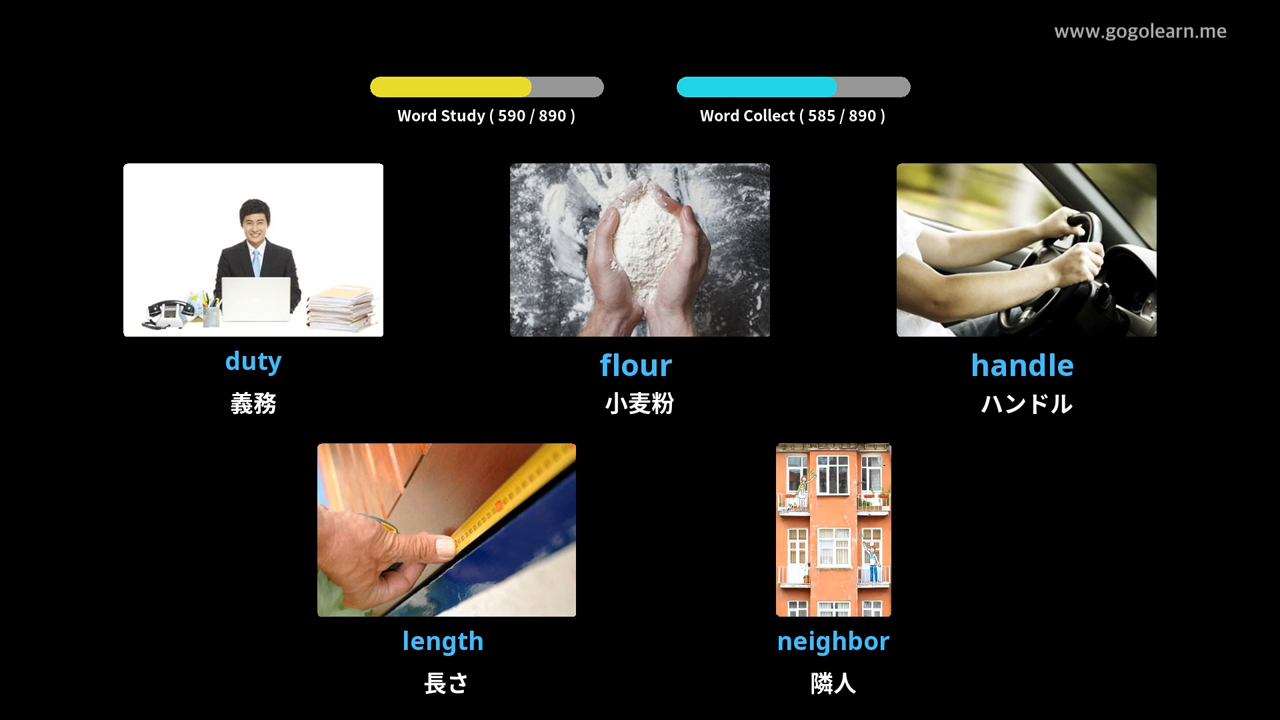 www.gogolearn.me
Word Study ( 590 / 890 )
Word Collect ( 585 / 890 )
duty
義務
flour
小麦粉
handle
ハンドル
length
長さ
neighbor
隣人